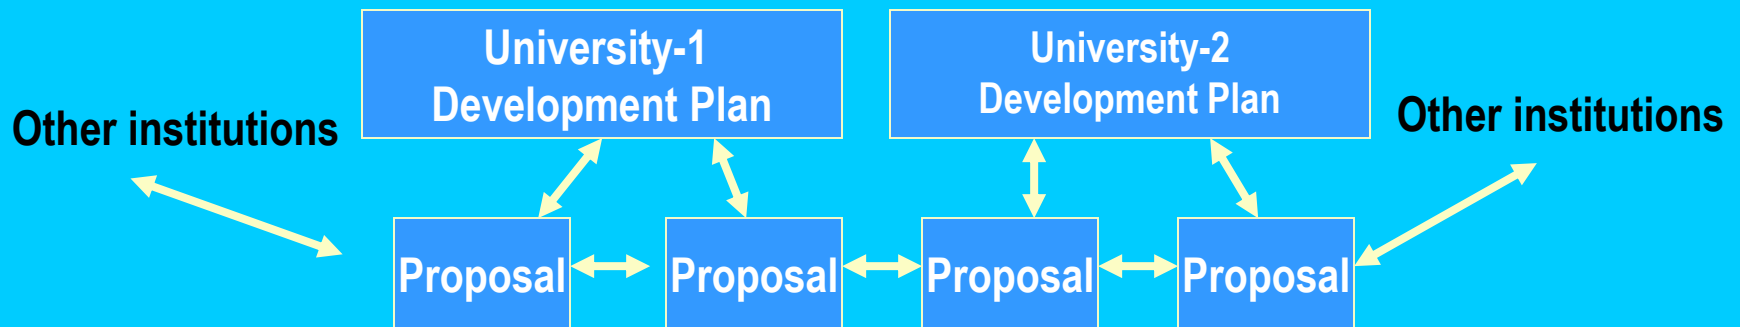 University-1
Development Plan
University-2
Development Plan
Other institutions
Other institutions
Proposal
Proposal
Proposal
Proposal